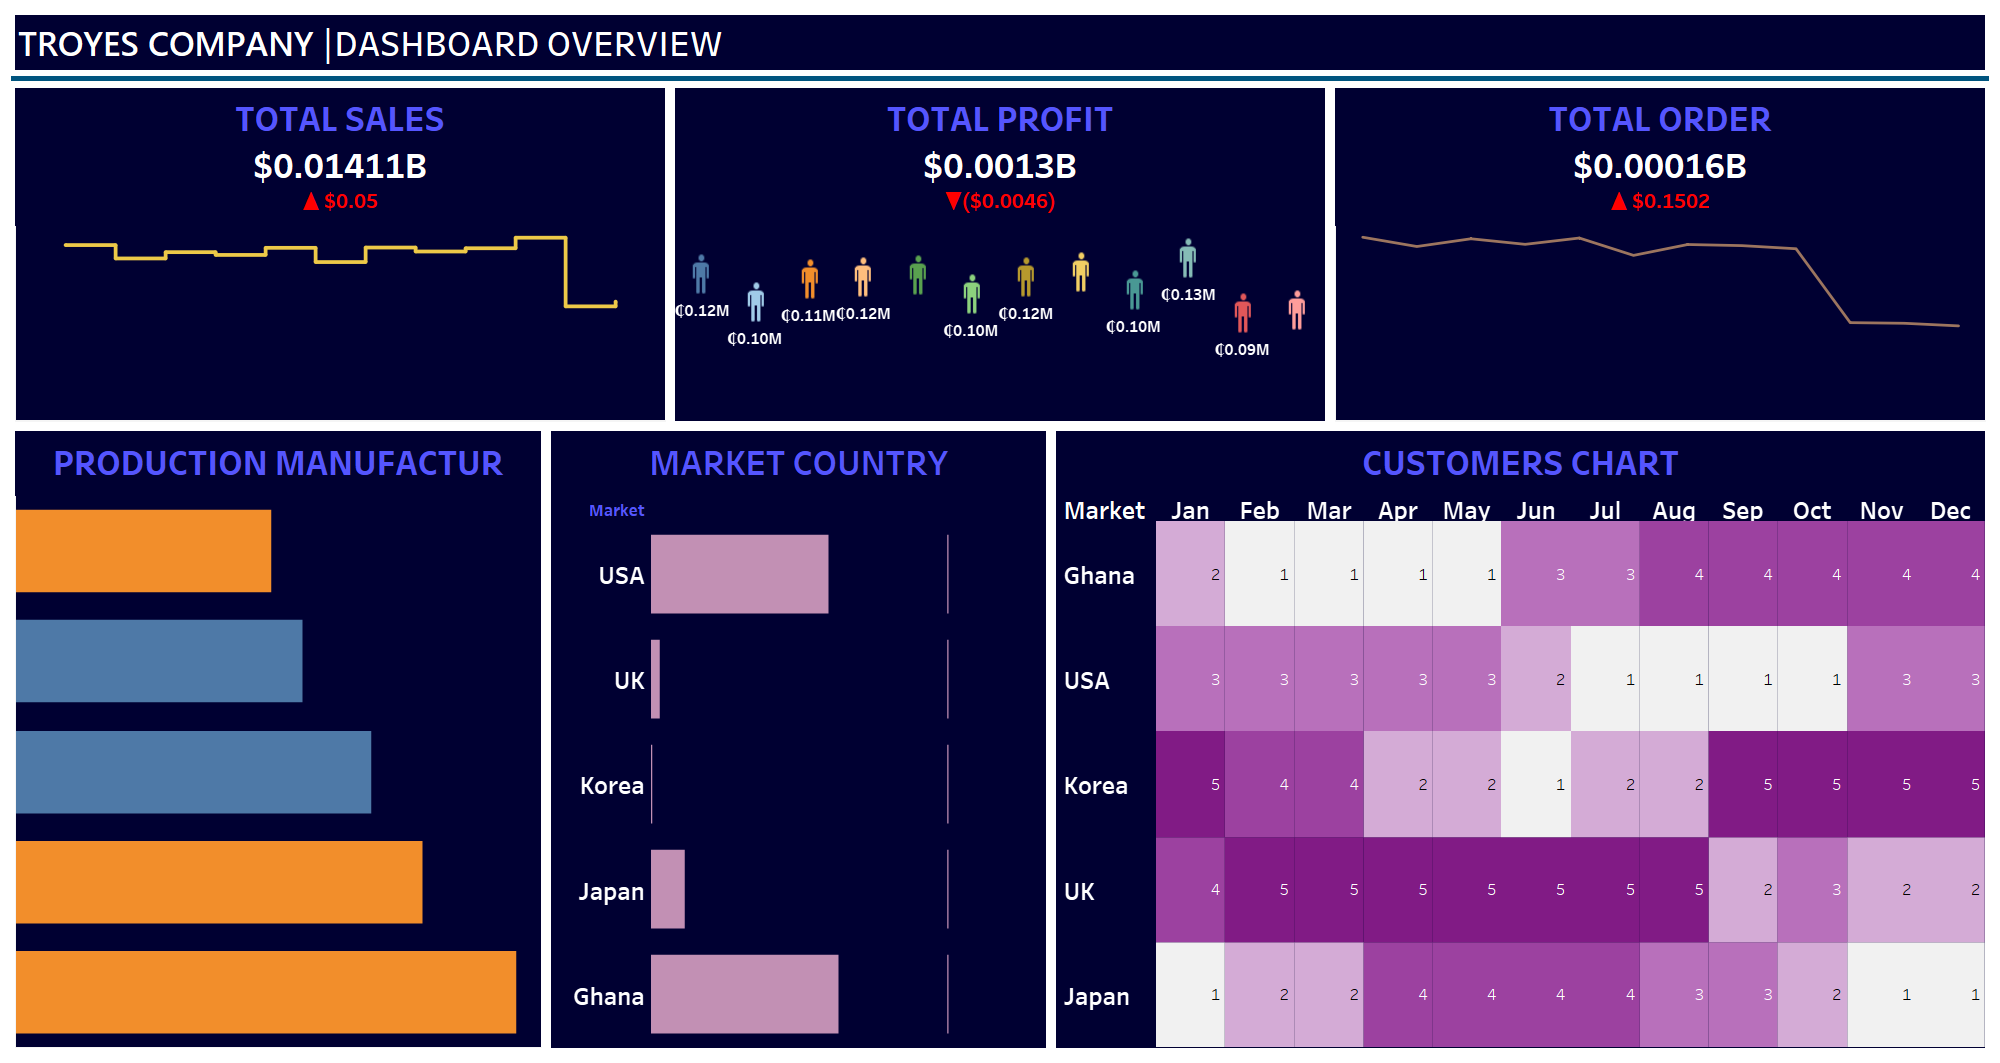 TROYES COMPANY |DASHBOARD OVERVIEW
TOTAL SALES
$0.01411B
▲ $0.05
TOTAL PROFIT
$0.0013B
▼($0.0046)
₵0.12M
₵0.10M
₵0.11M
₵0.12M
₵0.10M
₵0.12M
₵0.10M
₵0.13M
₵0.09M
TOTAL ORDER
$0.00016B
▲ $0.1502
PRODUCTION MANUFACTUR
MARKET COUNTRY
Market
USA
UK
Korea
Japan
Ghana
CUSTOMERS CHART
Market Jan Feb Mar Apr May Jun Jul Aug Sep Oct Nov Dec
Ghana 2 1 1 1 1 3 3 4 4 4 4 4
USA 3 3 3 3 3 2 1 1 1 1 3 3
Korea 5 4 4 2 2 1 2 2 5 5 5 5
UK 4 5 5 5 5 5 5 5 2 3 2 2
Japan 1 2 2 4 4 4 4 3 3 2 1 1